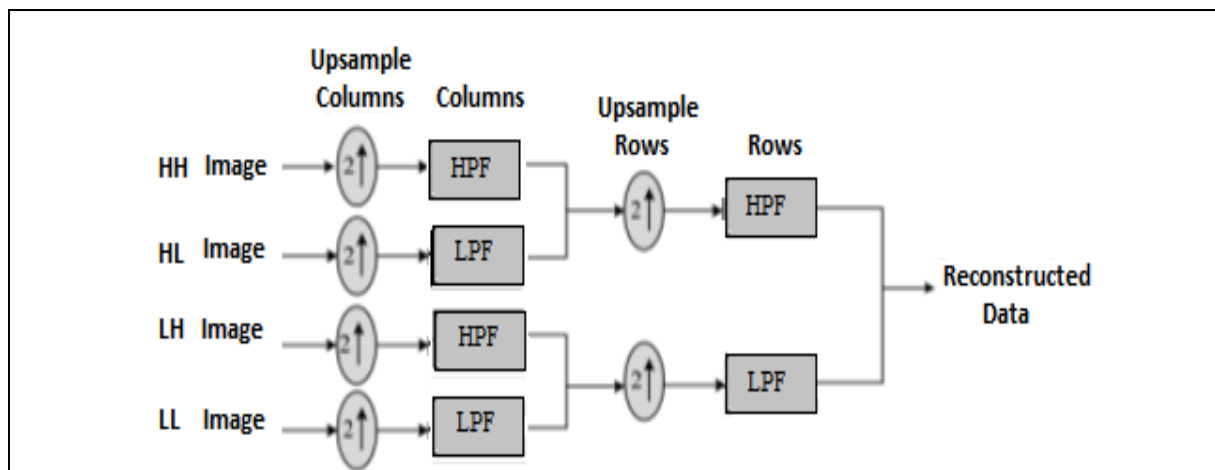 Upsample
Columns
Columns
Upsample
Rows
Rows
HH Image
2↑
HPF
2↑
HPF
HL Image
2↑
LPF
Reconstructed
Data
LH Image
2↑
HPF
2↑
LPF
LL Image
2↑
LPF